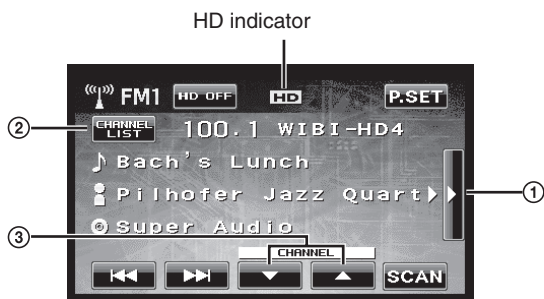 HD indicator
FM1 HD OFF HD P.SET
② CHANNEL LIST 100.1 WIBI-HD4
Bach's Lunch
Pilhofer Jazz Quart ①
Super Audio
③ CHANNEL
SCAN